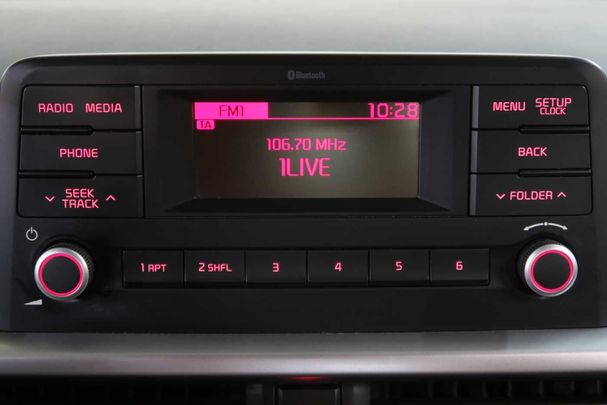 Bluetooth
RADIO MEDIA
PHONE
SEEK
TRACK
FM1 10:28
TA
106.70 MHz
1LIVE
MENU SETUP
CLOCK
BACK
FOLDER
1 RPT 2 SHFL 3 4 5 6